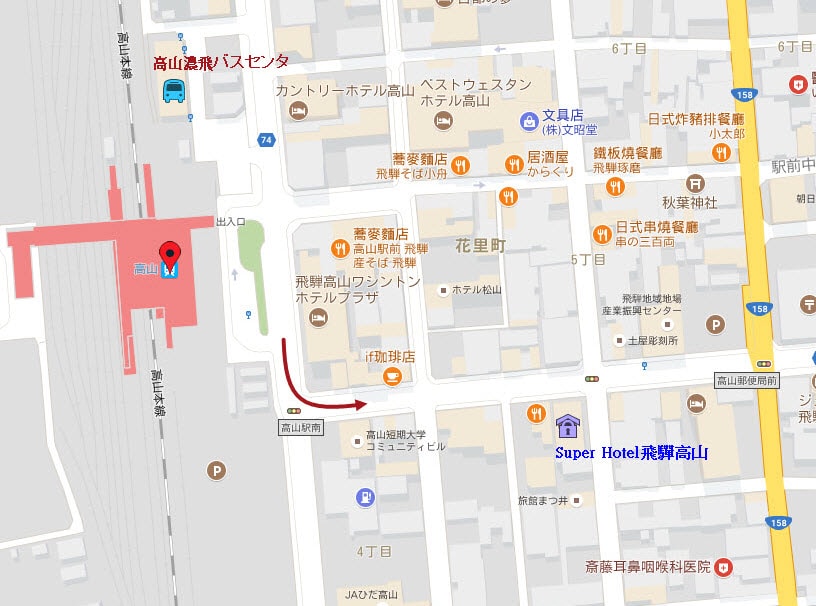 古都の夢
6丁目
6丁目
高山本線
高山濃飛バスセンタ
158
カントリーホテル高山
ベストウェスタン
ホテル高山
文具店
(株)文昭堂
日式炸豬排餐廳
小太郎
74
蕎麥麵店
飛騨そば小舟
居酒屋
からくり
鐵板燒餐廳
飛騨琢磨
駅前中
秋葉神社
朝日
出入口
蕎麥麵店
高山駅前 飛騨
産そば 飛騨
花里町
日式串燒餐廳
串の三百両
5丁目
高山
飛騨高山ワシントン
ホテルプラザ
ホテル松山
飛騨地域地場
産業振興センター
158
P
土屋彫刻所
if咖啡店
高山本線
高山郵便局前
高山駅南
高山短期大学
コミュニティビル
Super Hotel飛驒高山
P
旅館まつ井
158
4丁目
斎藤耳鼻咽喉科医院
JAひだ高山